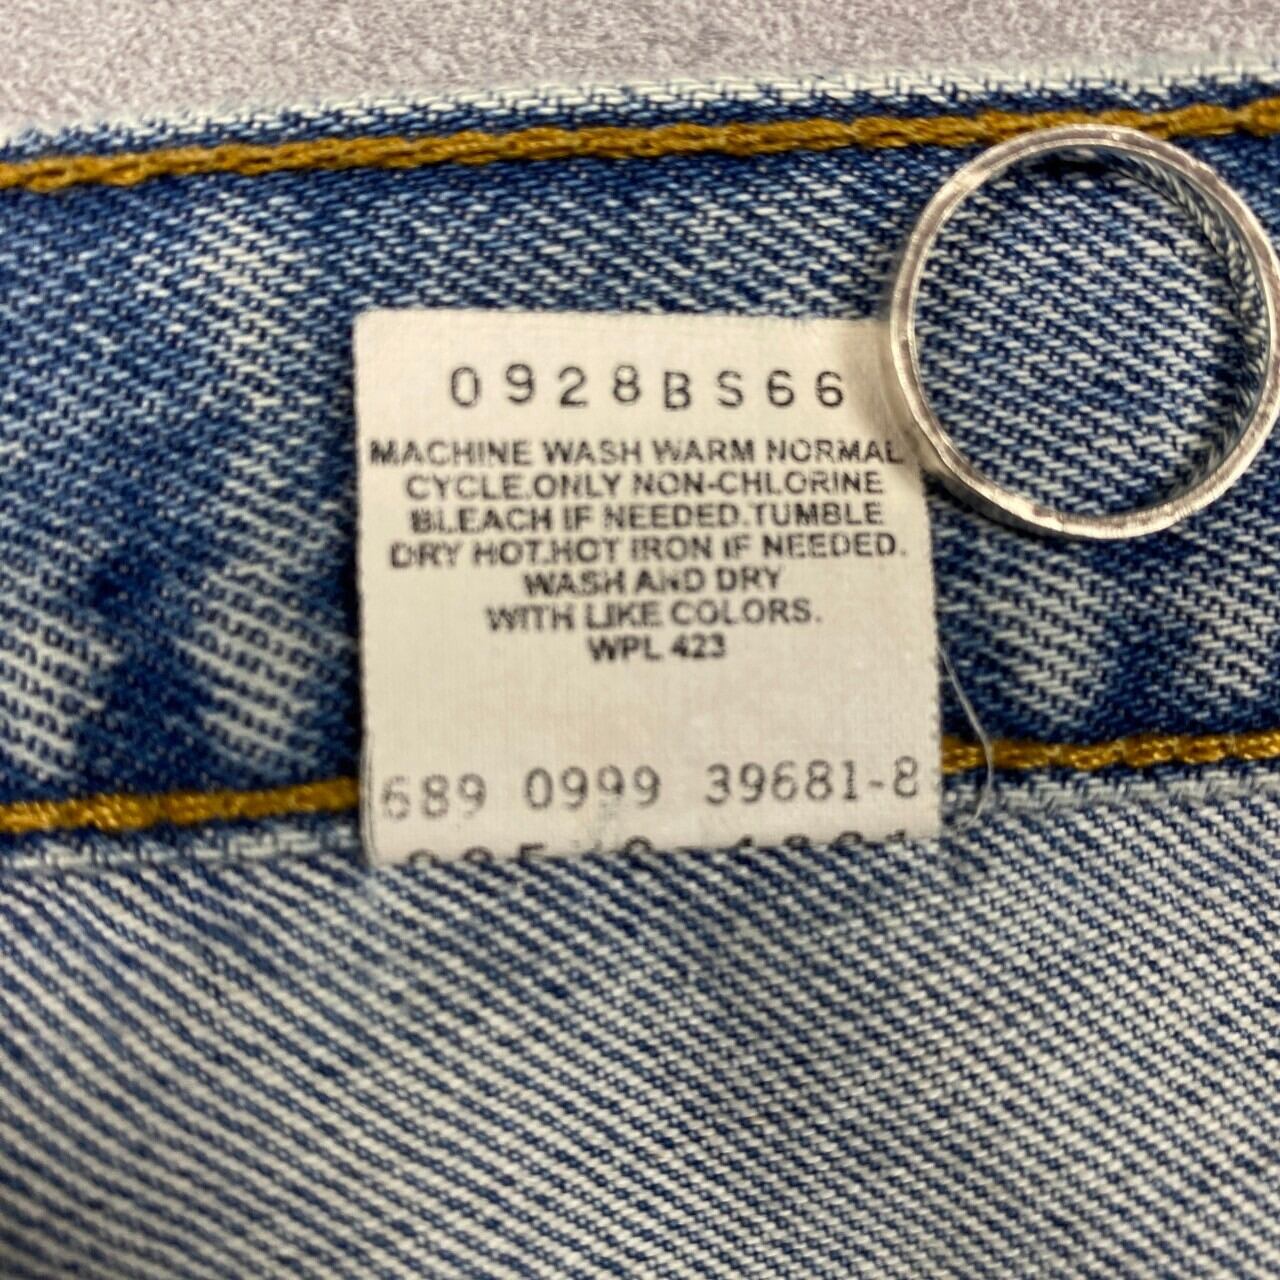 0928BS66
MACHINE WASH WARM NORMAL
CYCLE.ONLY NON-CHLORINE
BLEACH IF NEEDED.TUMBLE
DRY HOT.HOT IRON IF NEEDED.
WASH AND DRY
WITH LIKE COLORS.
WPL 423
689 0999 39681-8